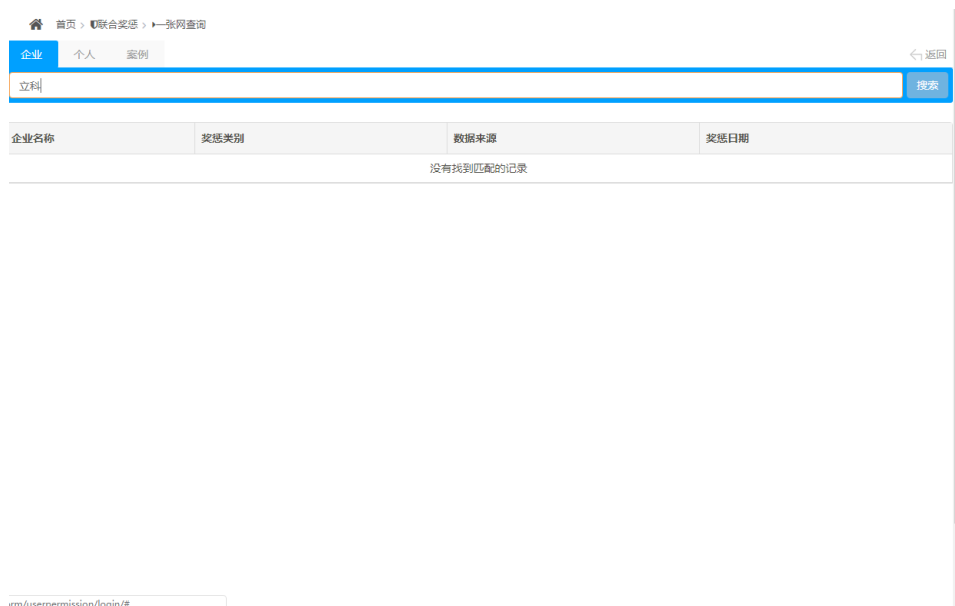 首页 > 联合奖惩 > 一张网查询
企业 个人 案例 返回
立科 搜索
企业名称 奖惩类别 数据来源 奖惩日期
没有找到匹配的记录
orm/userpermission/login/#